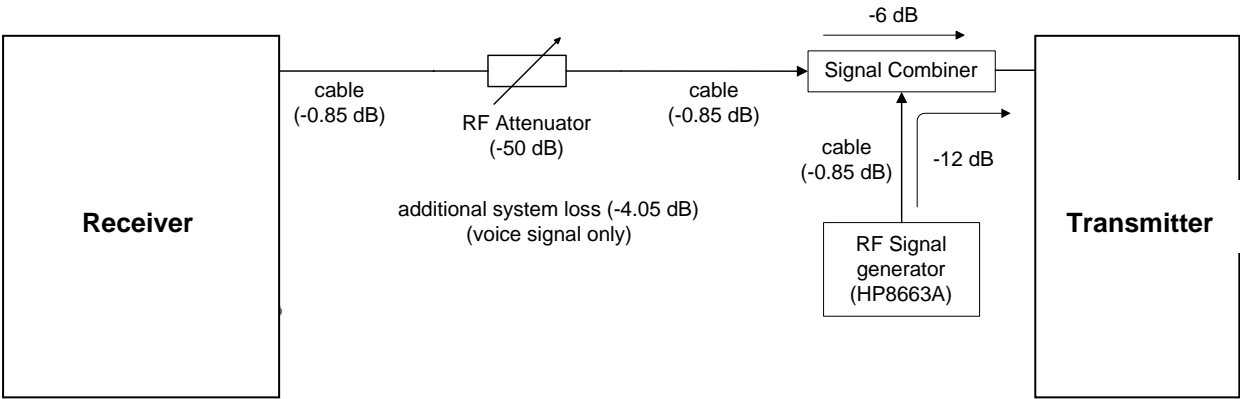 -6 dB
Receiver
cable
(-0.85 dB)
RF Attenuator
(-50 dB)
cable
(-0.85 dB)
Signal Combiner
cable
(-0.85 dB)
-12 dB
additional system loss (-4.05 dB)
(voice signal only)
RF Signal
generator
(HP8663A)
Transmitter